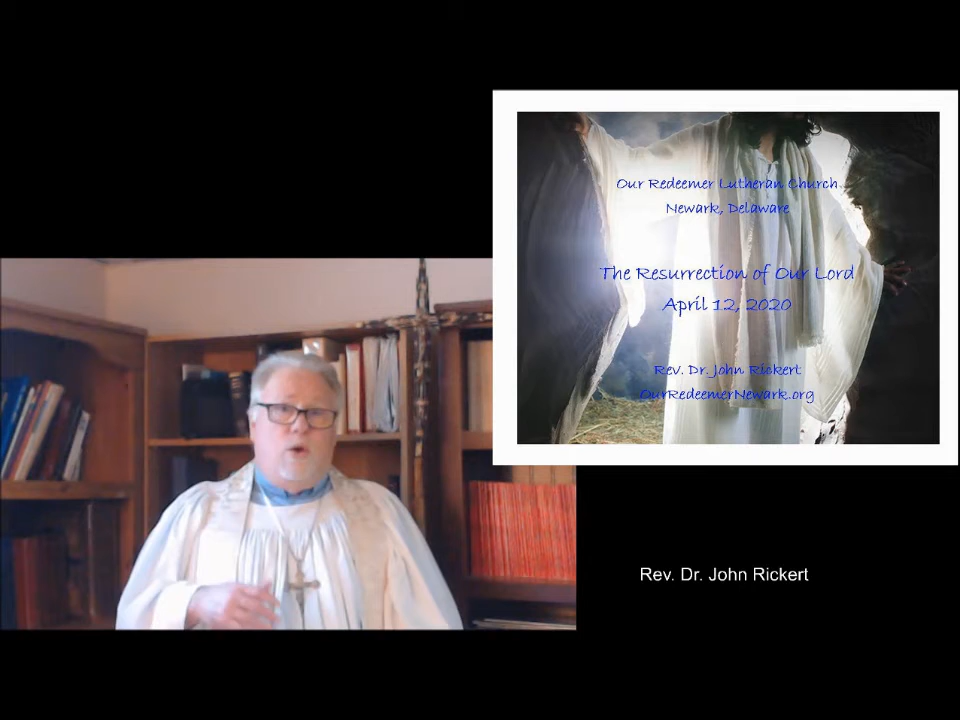 Our Redeemer Lutheran Church
Newark, Delaware
The Resurrection of Our Lord
April 12, 2020
Rev. Dr. John Rickert
OurRedeemerNewark.org
Rev. Dr. John Rickert